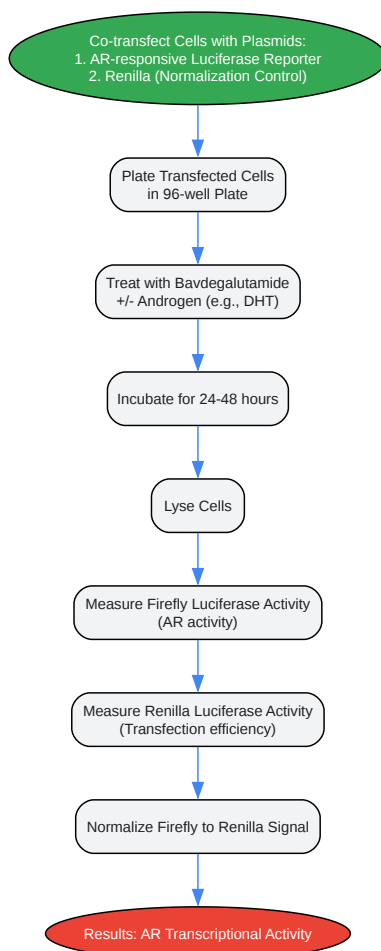 Co-transfect Cells with Plasmids:
1. AR-responsive Luciferase Reporter
2. Renilla (Normalization Control)
Plate Transfected Cells
in 96-well Plate
Treat with Bavdegalutamide
+/- Androgen (e.g., DHT)
Incubate for 24-48 hours
Lyse Cells
Measure Firefly Luciferase Activity
(AR activity)
Measure Renilla Luciferase Activity
(Transfection efficiency)
Normalize Firefly to Renilla Signal
Results: AR Transcriptional Activity